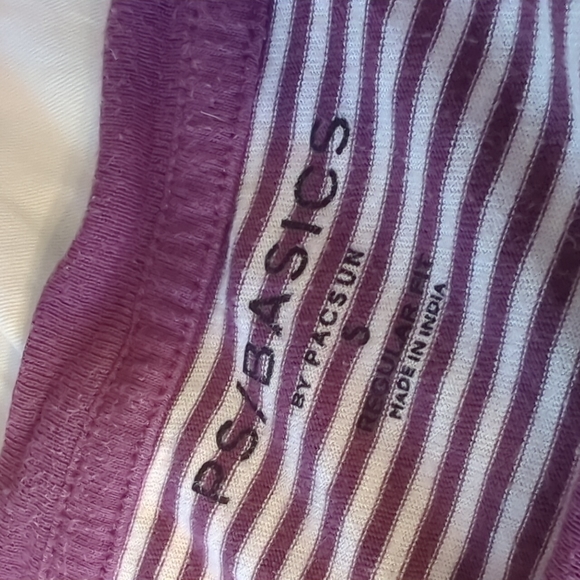 PS/BASICS
BY PACSUN
S
REGULAR FIT
MADE IN INDIA